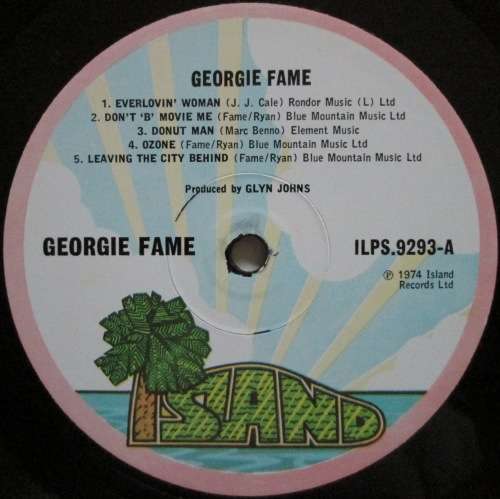 GEORGIE FAME
1. EVERLOVIN' WOMAN (J. J. Cale) Rondor Music (L) Ltd
2. DON'T 'B' MOVIE ME (Fame/Ryan) Blue Mountain Music Ltd
3. DONUT MAN (Marc Benno) Element Music
4. OZONE (Fame/Ryan) Blue Mountain Music Ltd
5. LEAVING THE CITY BEHIND (Fame/Ryan) Blue Mountain Music Ltd
Produced by GLYN JOHNS
GEORGIE FAME
ILPS.9293-A
℗ 1974 Island
Records Ltd
ISLAND